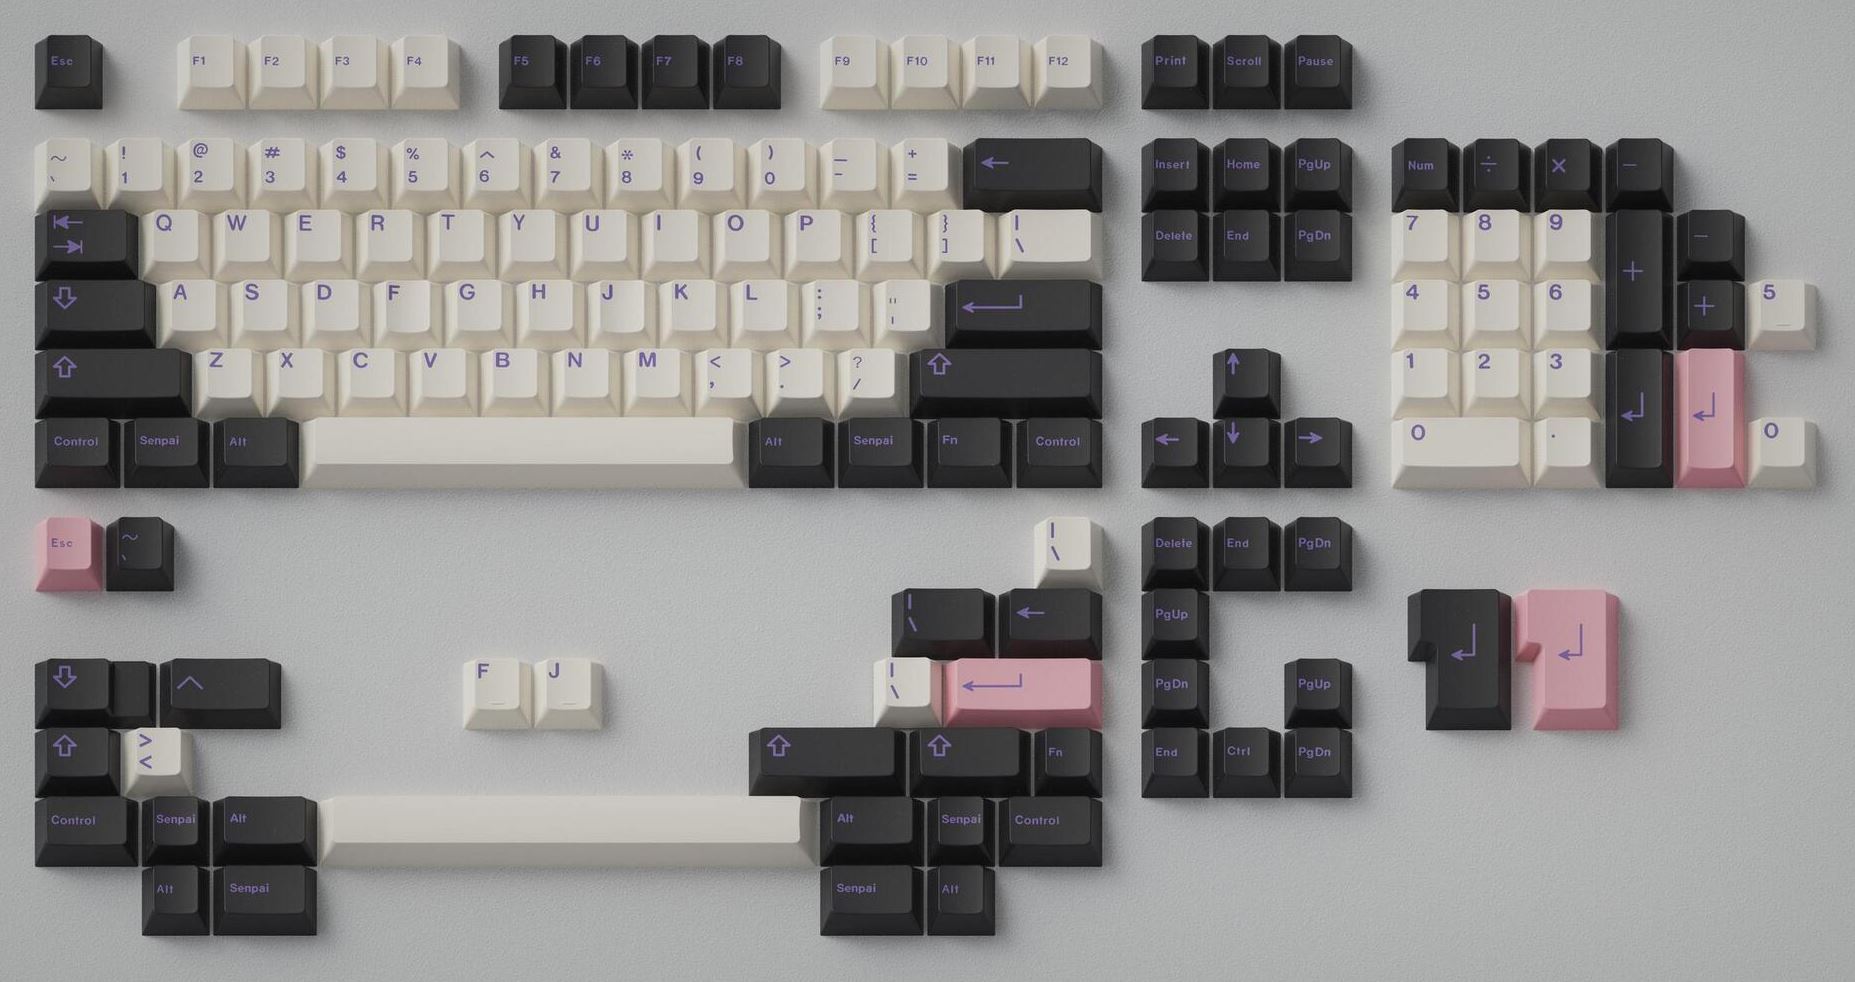 Esc F1 F2 F3 F4 F5 F6 F7 F8 F9 F10 F11 F12 Print Scroll Pause
~ ! @ # $ % ^ & * ( ) _ +
` 1 2 3 4 5 6 7 8 9 0 - = ← Insert Home PgUp Num ÷ × −
⇤ Q W E R T Y U I O P { } | 7 8 9
⇥ [ ] \ Delete End PgDn + −
⇩ A S D F G H J K L : " 4 5 6 + 5
; ' ↵ _
⇧ Z X C V B N M < > ? ⇧ ↑ 1 2 3
, . / ↵ ↵
Control Senpai Alt Alt Senpai Fn Control ← ↓ → 0 . 0
Esc ~ | Delete End PgDn
` \
| ← PgUp
\ ↵ ↵
⇩ ^ F J | ↵ PgDn PgUp
_ _ \
⇧ > ⇧ ⇧ Fn End Ctrl PgDn
<
Control Senpai Alt Alt Senpai Control
Alt Senpai Senpai Alt